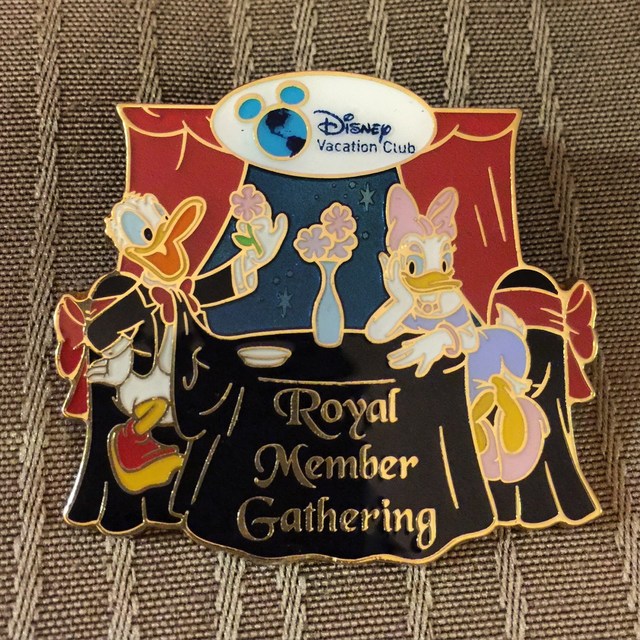 Disney
Vacation Club
Royal
Member
Gathering